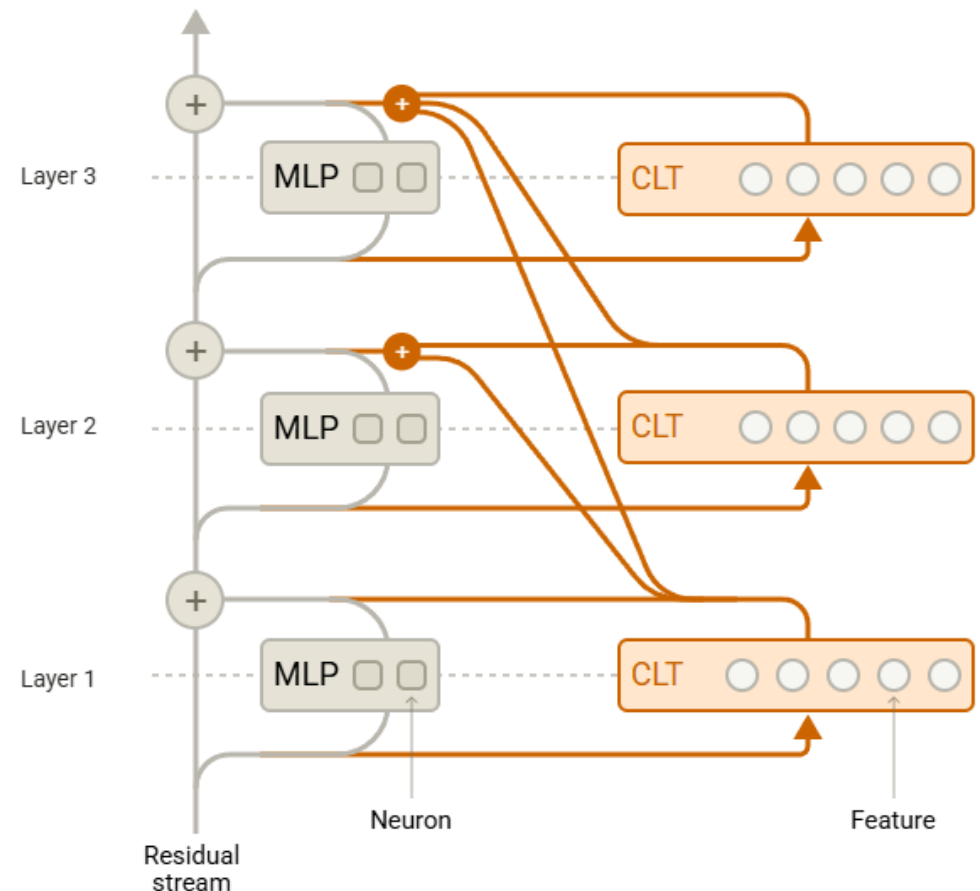 +
+
Layer 3
MLP
CLT
+
+
Layer 2
MLP
CLT
+
Layer 1
MLP
CLT
Neuron
Feature
Residual
stream